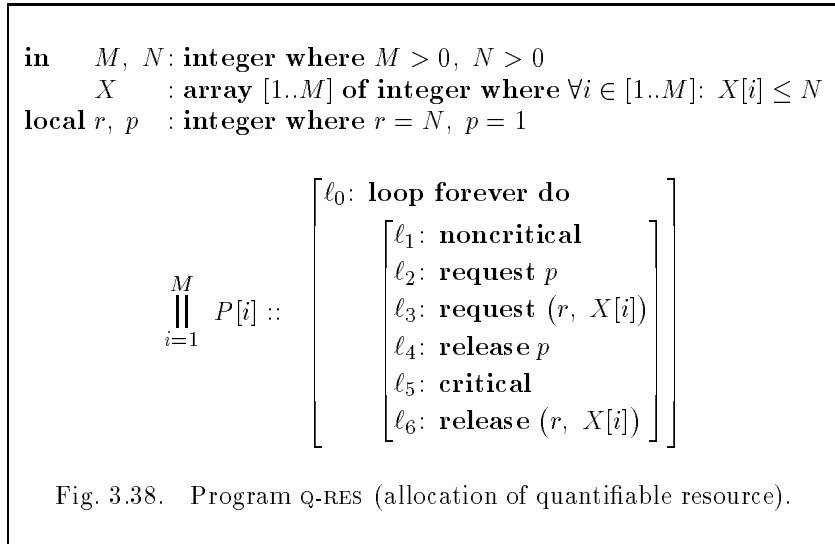 in M, N: integer where M > 0, N > 0
X : array [1..M] of integer where ∀i ∈ [1..M]: X[i] ≤ N
local r, p : integer where r = N, p = 1
ℓ0: loop forever do
ℓ1: noncritical
ℓ2: request p
M
|| P[i] ::
i=1
ℓ3: request (r, X[i])
ℓ4: release p
ℓ5: critical
ℓ6: release (r, X[i])
Fig. 3.38. Program Q-RES (allocation of quantifiable resource).